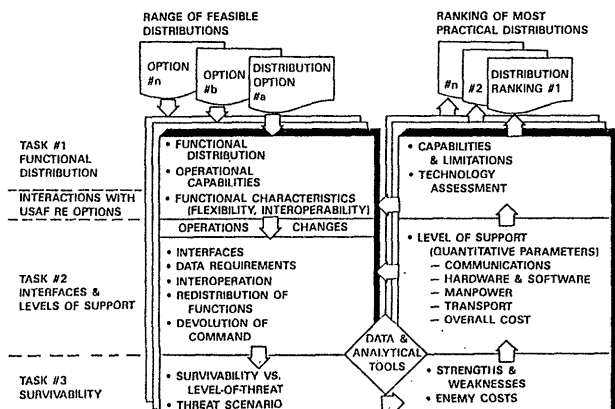 RANGE OF FEASIBLE
DISTRIBUTIONS
OPTION
#n
OPTION
#b
DISTRIBUTION
OPTION
#a
RANKING OF MOST
PRACTICAL DISTRIBUTIONS
#n
#2
DISTRIBUTION
RANKING #1
TASK #1
FUNCTIONAL
DISTRIBUTION
INTERACTIONS WITH
USAF RE OPTIONS
TASK #2
INTERFACES &
LEVELS OF SUPPORT
TASK #3
SURVIVABILITY
• FUNCTIONAL
DISTRIBUTION
• OPERATIONAL
CAPABILITIES
• FUNCTIONAL CHARACTERISTICS
(FLEXIBILITY, INTEROPERABILITY)
OPERATIONS CHANGES
• INTERFACES
• DATA REQUIREMENTS
• INTEROPERATION
• REDISTRIBUTION OF
FUNCTIONS
• DEVOLUTION OF
COMMAND
• SURVIVABILITY VS.
LEVEL-OF-THREAT
• THREAT SCENARIO
DATA &
ANALYTICAL
TOOLS
• CAPABILITIES
& LIMITATIONS
• TECHNOLOGY
ASSESSMENT
• LEVEL OF SUPPORT
(QUANTITATIVE PARAMETERS)
– COMMUNICATIONS
– HARDWARE & SOFTWARE
– MANPOWER
– TRANSPORT
– OVERALL COST
• STRENGTHS &
WEAKNESSES
• ENEMY COSTS